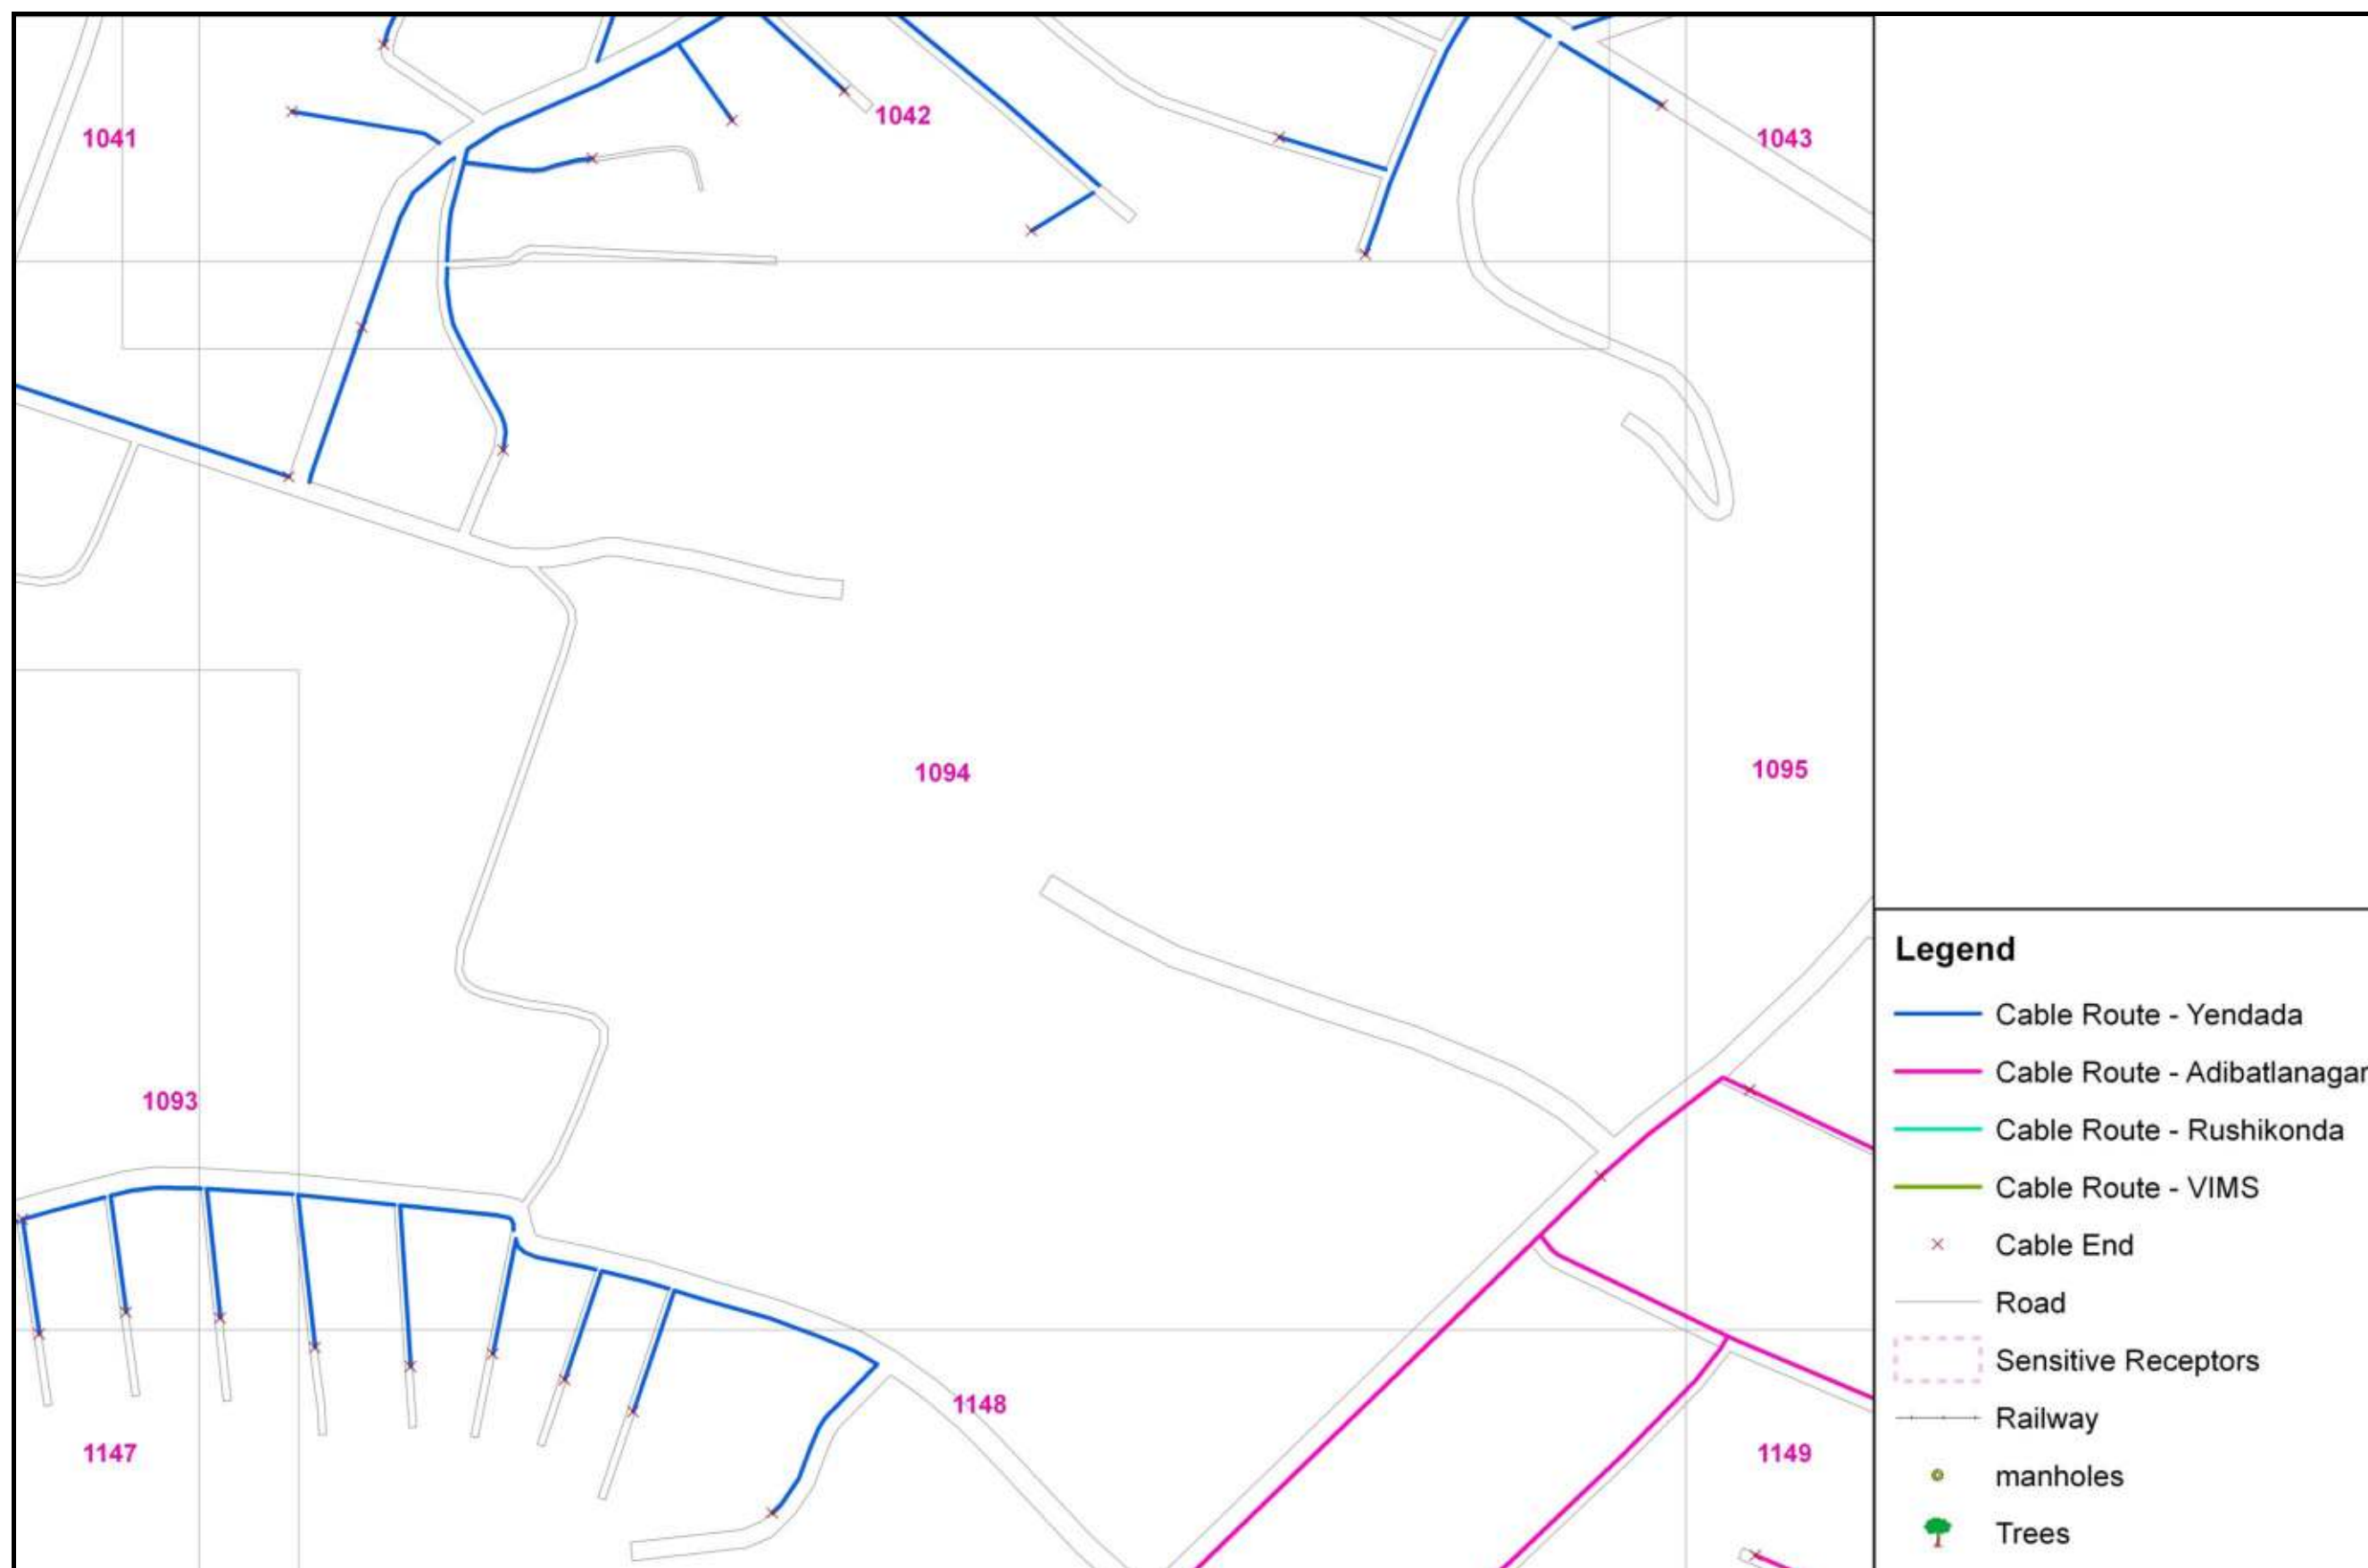 1041
1042
1043
1094
1095
1093
1148
1147
1149
Legend
Cable Route - Yendada
Cable Route - Adibatlanagar
Cable Route - Rushikonda
Cable Route - VIMS
Cable End
Road
Sensitive Receptors
Railway
manholes
Trees